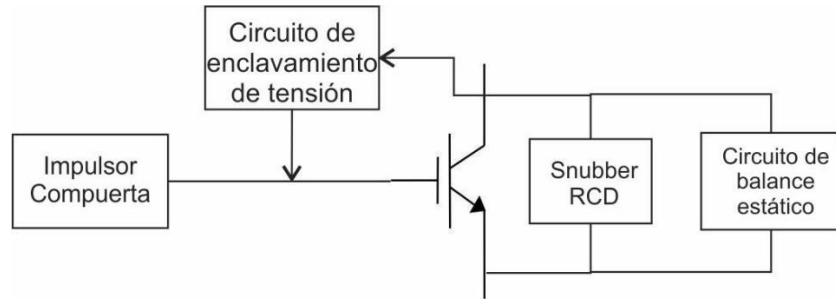 Circuito de
enclavamiento
de tensión
Impulsor
Compuerta
Snubber
RCD
Circuito de
balance
estático